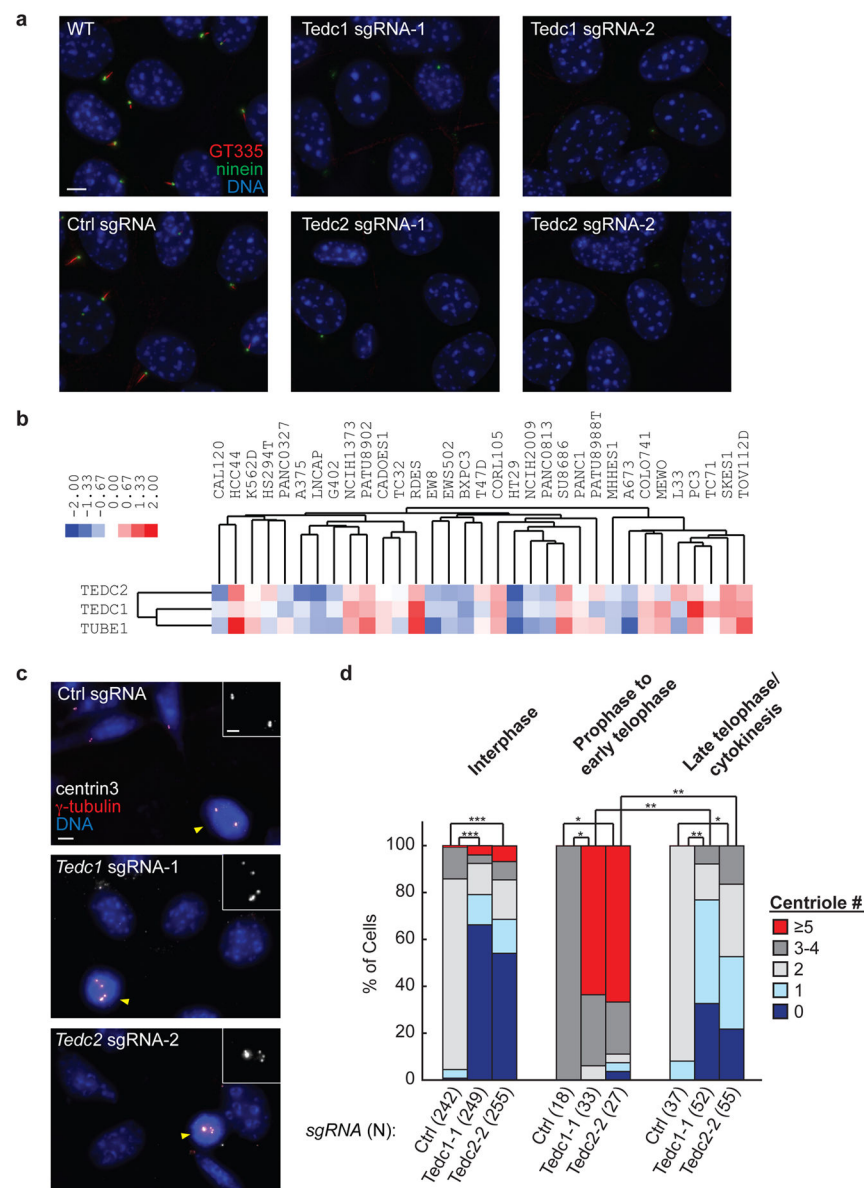 a
WT
GT335
ninein
DNA
Tedc1 sgRNA-1
Tedc1 sgRNA-2
Ctrl sgRNA
Tedc2 sgRNA-1
Tedc2 sgRNA-2
b
-2.00
-1.33
-0.67
0.00
0.67
1.33
2.00
CAL120
HCC44
K562D
HS294T
PANC0327
A375
LNCAP
G402
NCIH1373
PATU8902
CADOES1
TC32
RDES
EW8
EWS502
BXPC3
T47D
CORL105
HT29
NCIH2009
PANC0813
SU8686
PANC1
PATU8988T
MHHES1
A673
COLO741
MEWO
L33
PC3
TC71
SKES1
TOV112D
TEDC2
TEDC1
TUBE1
c
Ctrl sgRNA
centrin3
γ-tubulin
DNA
Tedc1 sgRNA-1
Tedc2 sgRNA-2
d
Interphase
Prophase to
early telophase
Late telophase/
cytokinesis
***
***
*
*
**
**
**
*
% of Cells
100
80
60
40
20
0
Centriole #
≥5
3-4
2
1
0
sgRNA (N):
Ctrl (242)
Tedc1-1 (249)
Tedc2-2 (255)
Ctrl (18)
Tedc1-1 (33)
Tedc2-2 (27)
Ctrl (37)
Tedc1-1 (52)
Tedc2-2 (55)